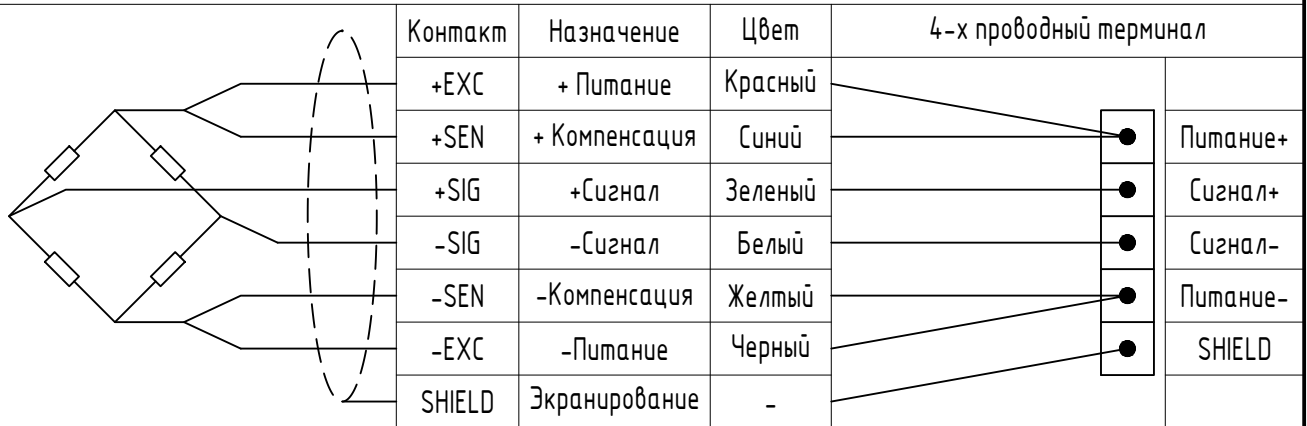 Контакт Назначение Цвет 4-х проводный терминал
+EXC + Питание Красный
+SEN + Компенсация Синий Питание+
+SIG +Сигнал Зеленый Сигнал+
-SIG -Сигнал Белый Сигнал-
-SEN -Компенсация Желтый Питание-
-EXC -Питание Черный SHIELD
SHIELD Экранирование -